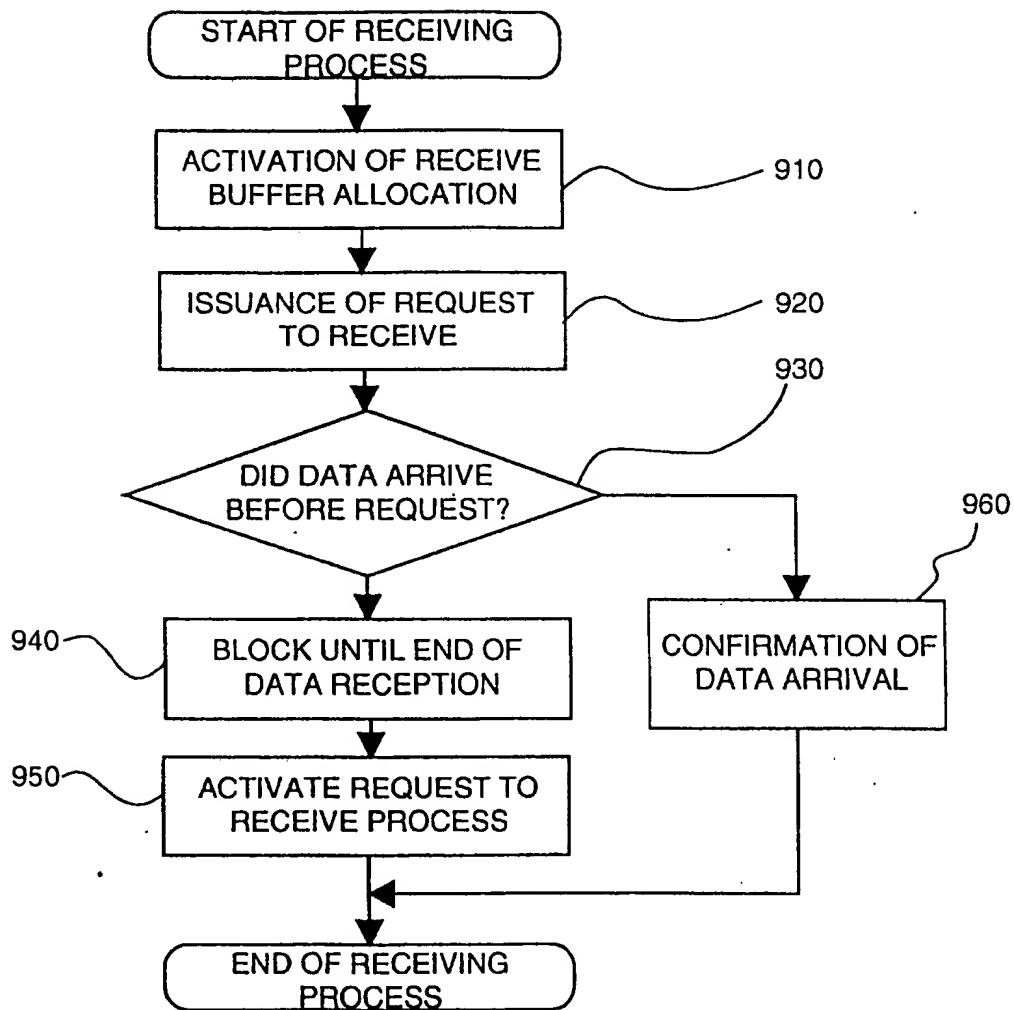 START OF RECEIVING
PROCESS
ACTIVATION OF RECEIVE
BUFFER ALLOCATION
910
ISSUANCE OF REQUEST
TO RECEIVE
920
930
DID DATA ARRIVE
BEFORE REQUEST?
960
940
BLOCK UNTIL END OF
DATA RECEPTION
CONFIRMATION OF
DATA ARRIVAL
950
ACTIVATE REQUEST TO
RECEIVE PROCESS
END OF RECEIVING
PROCESS